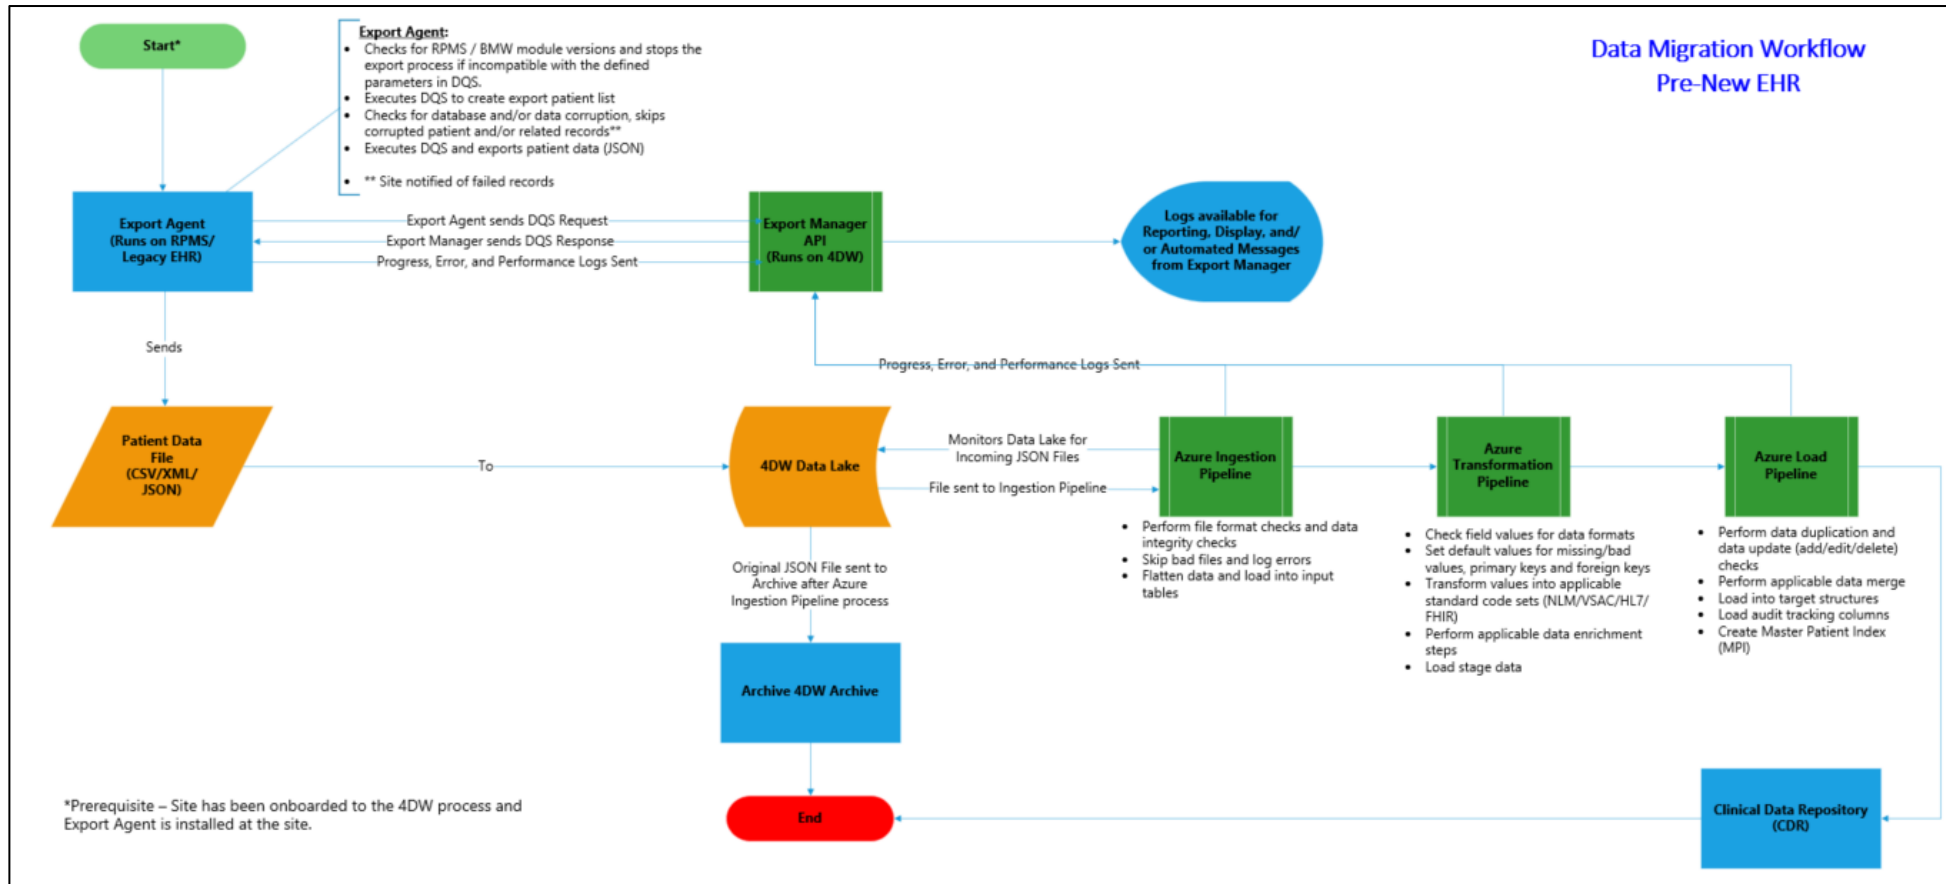 Start*
Export Agent:
• Checks for RPMS / BMW module versions and stops the
export process if incompatible with the defined
parameters in DQS.
• Executes DQS to create export patient list
• Checks for database and/or data corruption, skips
corrupted patient and/or related records**
• Executes DQS and exports patient data (JSON)
• ** Site notified of failed records
Data Migration Workflow
Pre-New EHR
Export Agent
(Runs on RPMS/
Legacy EHR)
Export Agent sends DQS Request
Export Manager sends DQS Response
Progress, Error, and Performance Logs Sent
Export Manager
API
(Runs on 4DW)
Logs available for
Reporting, Display, and/
or Automated Messages
from Export Manager
Sends
Progress, Error, and Performance Logs Sent
Patient Data
File
(CSV/XML/
JSON)
To
4DW Data Lake
Monitors Data Lake for
Incoming JSON Files
File sent to Ingestion Pipeline
Azure Ingestion
Pipeline
Azure
Transformation
Pipeline
Azure Load
Pipeline
• Perform file format checks and data
integrity checks
• Skip bad files and log errors
• Flatten data and load into input
tables
• Check field values for data formats
• Set default values for missing/bad
values, primary keys and foreign keys
• Transform values into applicable
standard code sets (NLM/VSAC/HL7/
FHIR)
• Perform applicable data enrichment
steps
• Load stage data
• Perform data duplication and
data update (add/edit/delete)
checks
• Perform applicable data merge
• Load into target structures
• Load audit tracking columns
• Create Master Patient Index
(MPI)
Original JSON File sent to
Archive after Azure
Ingestion Pipeline process
Archive 4DW Archive
*Prerequisite – Site has been onboarded to the 4DW process and
Export Agent is installed at the site.
End
Clinical Data Repository
(CDR)